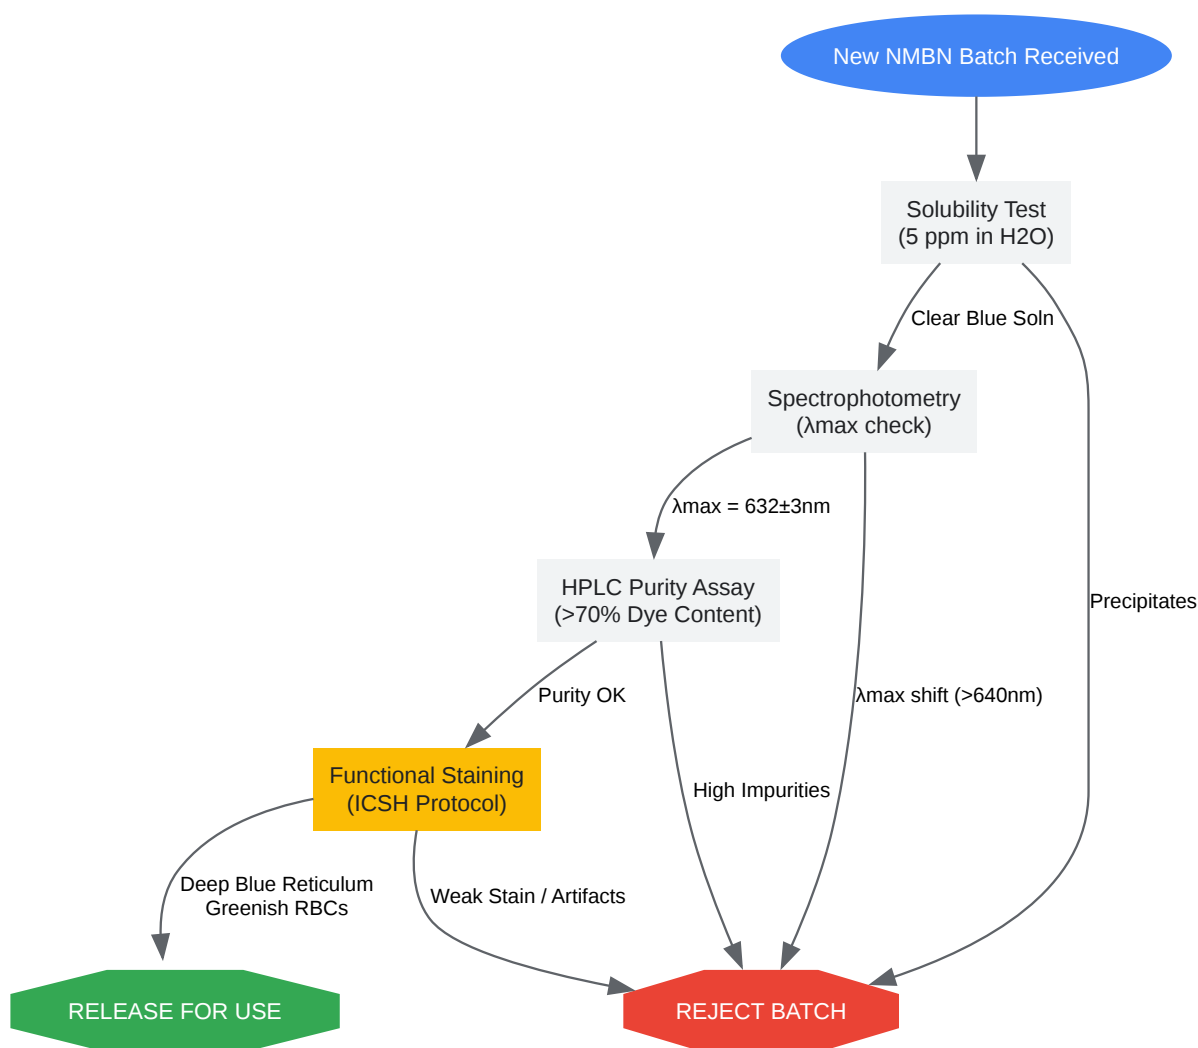 New NMBN Batch Received
Solubility Test
(5 ppm in H2O)
Clear Blue Soln
Spectrophotometry
(λmax check)
λmax = 632±3nm
HPLC Purity Assay
(>70% Dye Content)
Precipitates
Purity OK
λmax shift (>640nm)
Functional Staining
(ICSH Protocol)
High Impurities
Deep Blue Reticulum
Greenish RBCs
Weak Stain / Artifacts
RELEASE FOR USE
REJECT BATCH